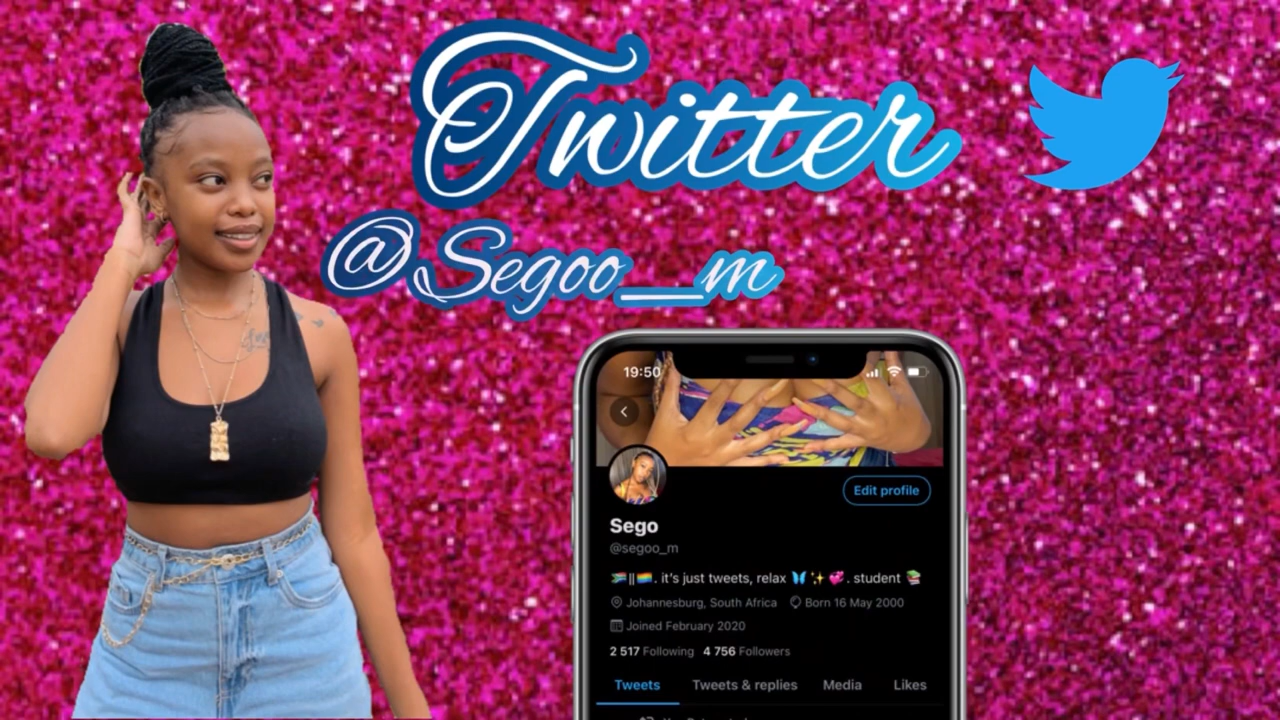 Twitter
@Segoo__m
19:50
Edit profile
Sego
@segoo_m
🇿🇦||🏳️‍🌈. it's just tweets, relax 🦋 ✨ 💞. student 📚
Johannesburg, South Africa Born 16 May 2000
Joined February 2020
2 517 Following 4 756 Followers
Tweets Tweets & replies Media Likes